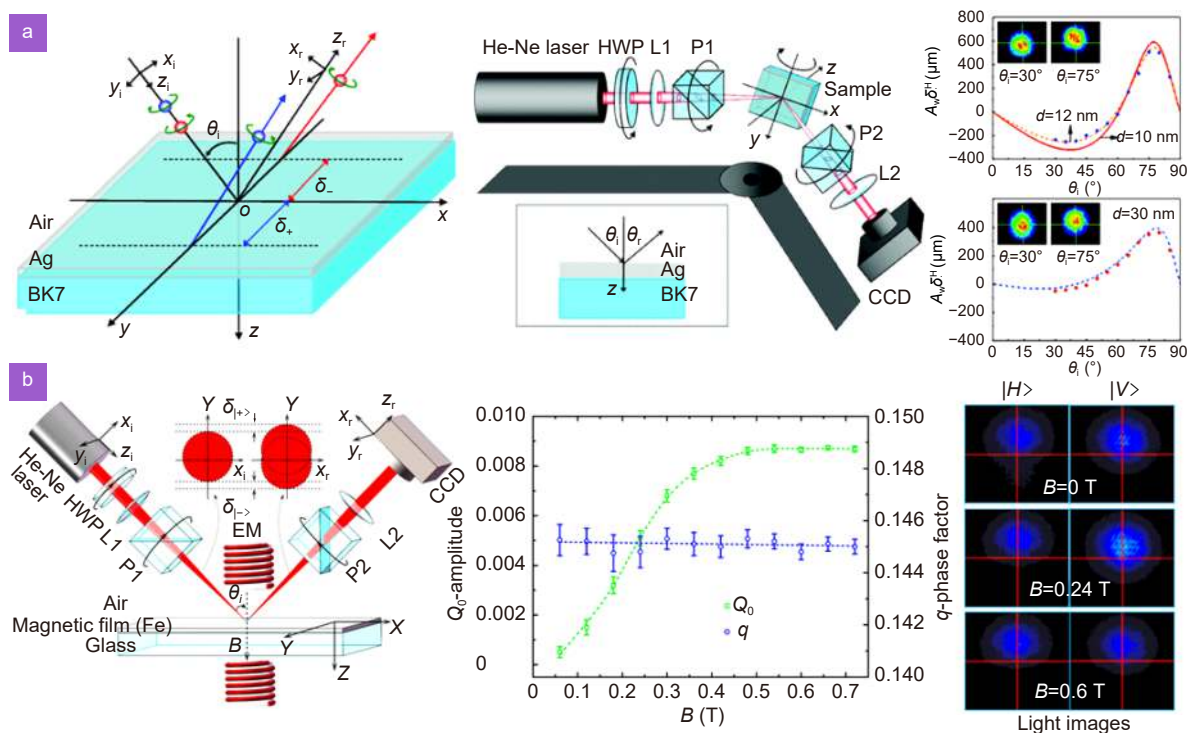 a
xᵢ
yᵢ
zᵢ
θᵢ
xᵣ
zᵣ
yᵣ
δ₋
δ₊
o
x
y
z
Air
Ag
BK7
He-Ne laser
HWP L1
P1
z
Sample
x
y
P2
L2
CCD
θᵢ
θᵣ
Air
Ag
BK7
z
800
600
400
200
0
−200
−400
A_wδ^H (μm)
θᵢ=30°
θᵢ=75°
d=12 nm
d=10 nm
0 15 30 45 60 75 90
θᵢ (°)
400
200
0
−200
−400
A_wδ^H (μm)
d=30 nm
θᵢ=30°
θᵢ=75°
0 15 30 45 60 75 90
θᵢ (°)
b
He-Ne
laser
HWP
L1
P1
xᵢ
yᵢ
zᵢ
Y
δ|+>
Y
xᵢ
xᵣ
δ|−>
EM
xᵣ
zᵣ
yᵣ
CCD
L2
P2
θᵢ
Air
Magnetic film (Fe)
Glass
B
X
Y
Z
0.010
0.008
0.006
0.004
0.002
0
Q₀-amplitude
0 0.1 0.2 0.3 0.4 0.5 0.6 0.7
B (T)
Q₀
q
0.150
0.148
0.146
0.144
0.142
0.140
q-phase factor
|H>
|V>
B=0 T
B=0.24 T
B=0.6 T
Light images